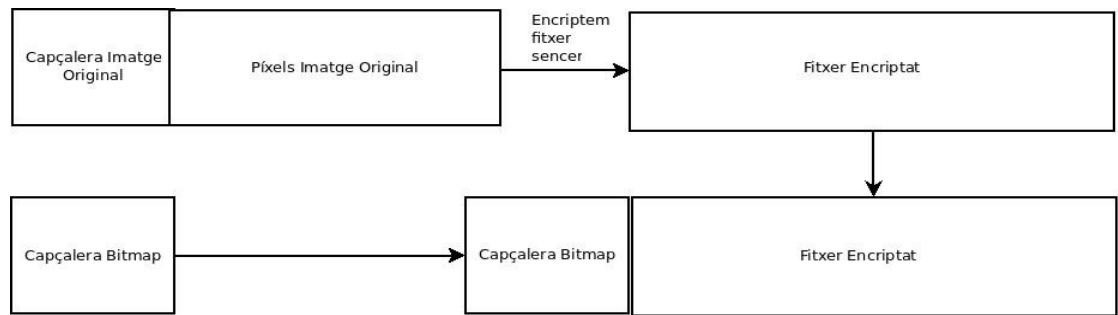 Capçalera Imatge
Original
Píxels Imatge Original
Encriptem
fitxer
sencer
Fitxer Encriptat
Capçalera Bitmap
Capçalera Bitmap
Fitxer Encriptat